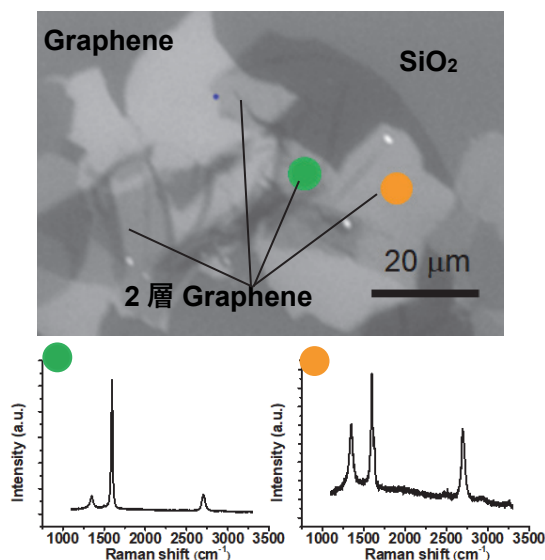 Graphene
SiO₂
2 層 Graphene
20 μm
Intensity (a.u.)
1000 1500 2000 2500 3000 3500
Raman shift (cm⁻¹)
Intensity (a.u.)
1000 1500 2000 2500 3000 3500
Raman shift (cm⁻¹)